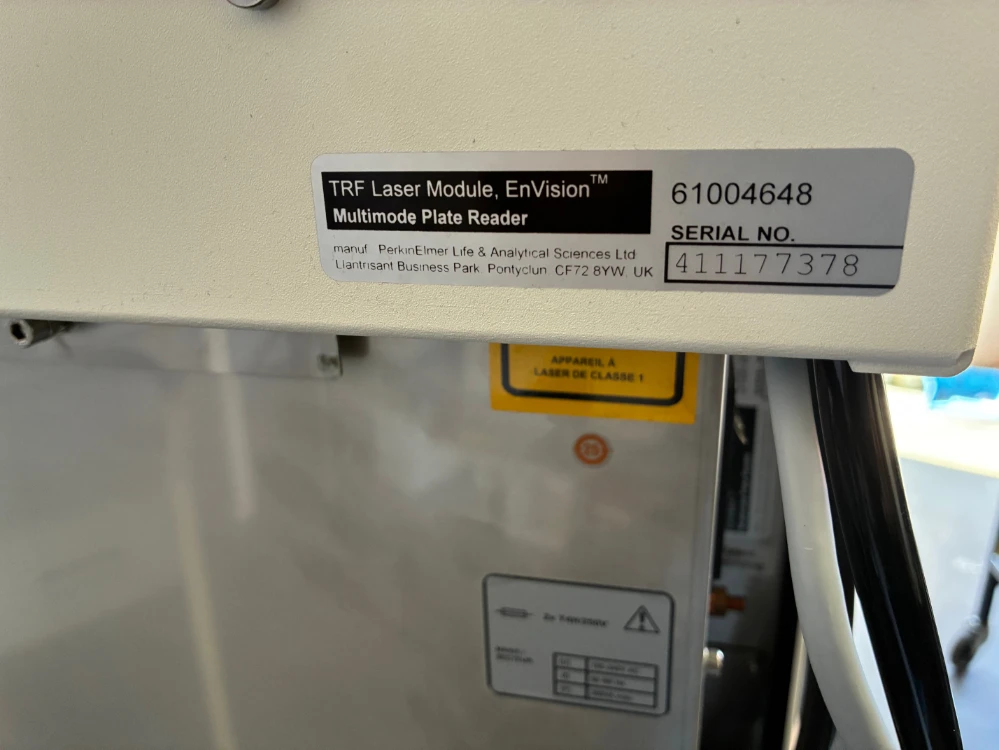 TRF Laser Module, EnVision™
Multimode Plate Reader
manuf PerkinElmer Life & Analytical Sciences Ltd
Llantrisant Business Park Pontyclun CF72 8YW UK
61004648
SERIAL NO.
411177378
APPAREIL À
LASER DE CLASSE 1
25